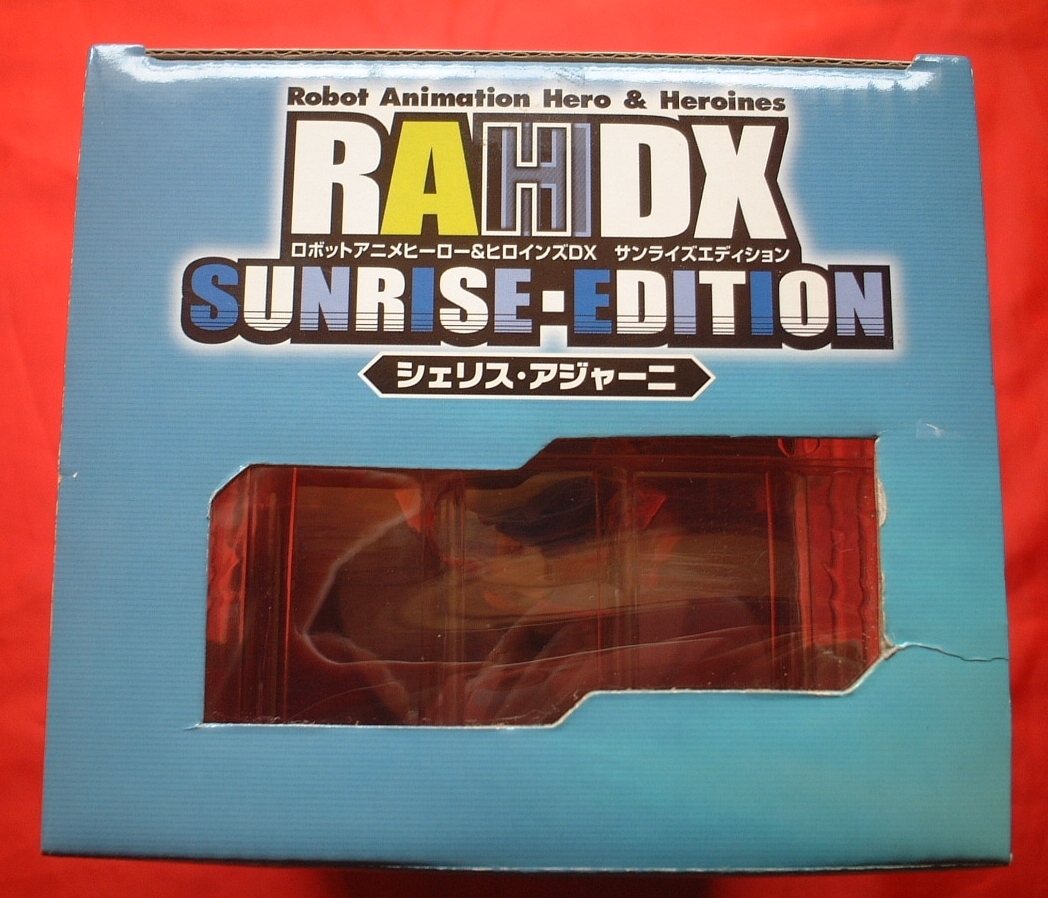 Robot Animation Hero & Heroines
RAHDX
ロボットアニメヒーロー&ヒロインズDX サンライズエディション
SUNRISE・EDITION
シェリス・アジャーニ